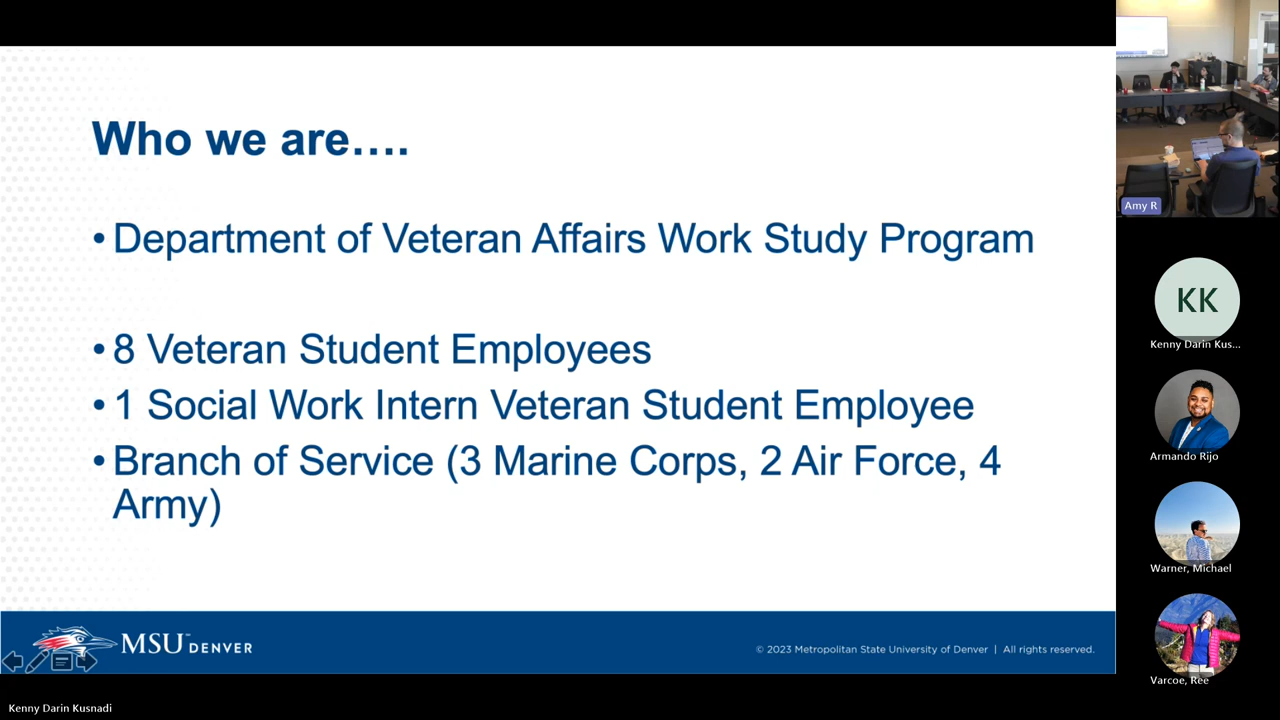 Who we are….
•Department of Veteran Affairs Work Study Program
•8 Veteran Student Employees
•1 Social Work Intern Veteran Student Employee
•Branch of Service (3 Marine Corps, 2 Air Force, 4
Army)
MSU DENVER
© 2023 Metropolitan State University of Denver | All rights reserved.
Amy R
KK
Kenny Darin Kus...
Armando Rijo
Warner, Michael
Varcoe, Ree
Kenny Darin Kusnadi